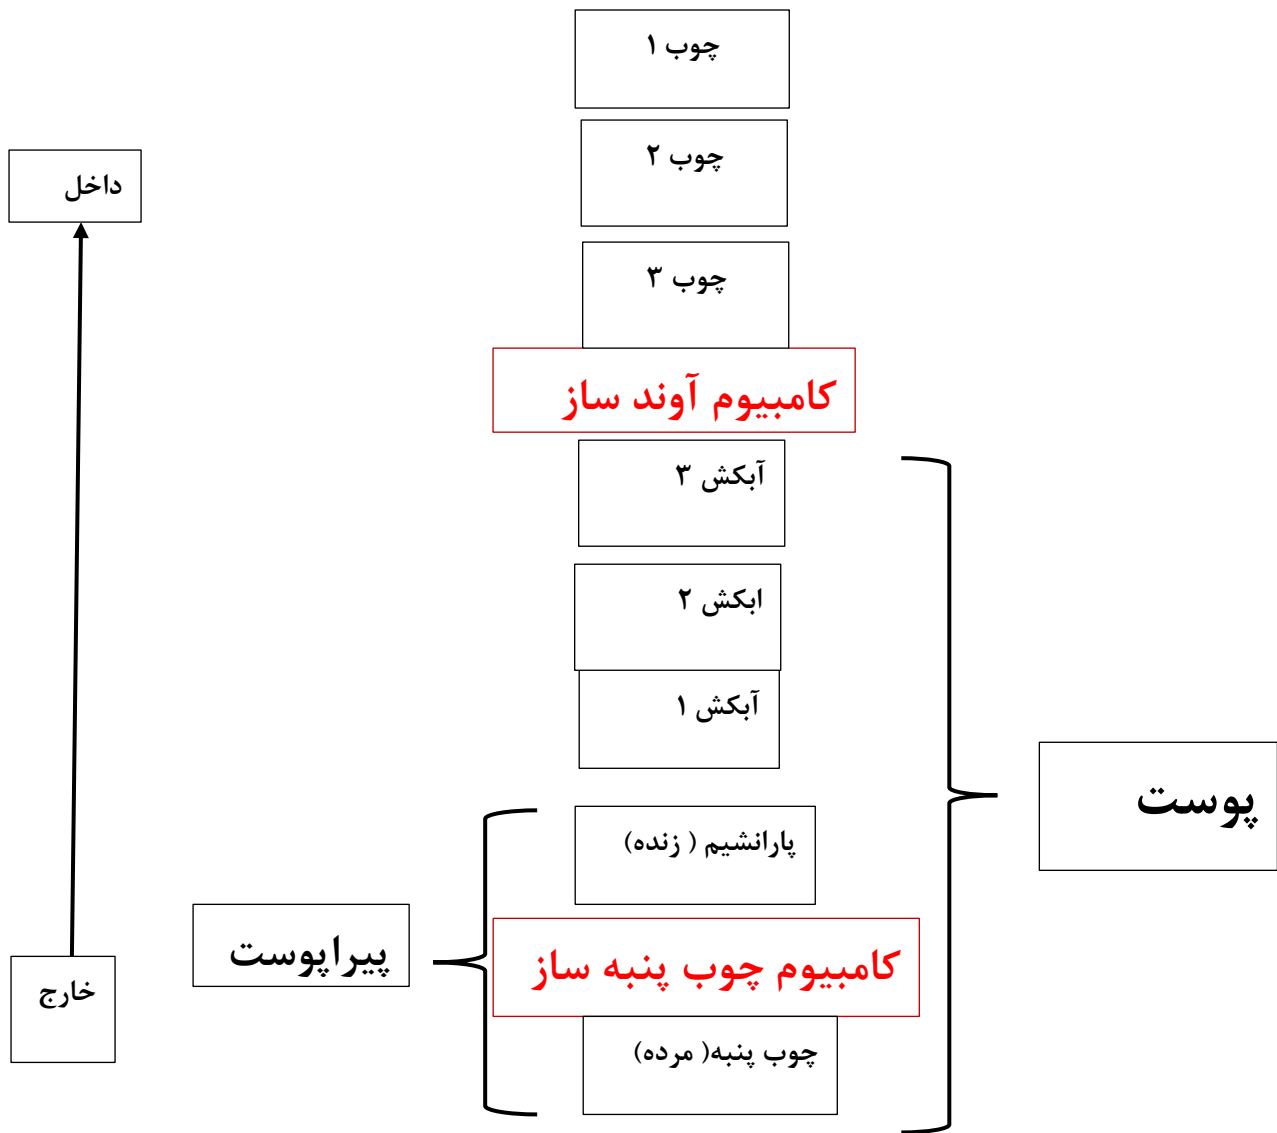 چوب ۱
چوب ۲
داخل
چوب ۳
کامبیوم آوند ساز
آبکش ۳
ابکش ۲
آبکش ۱
پوست
پارانشیم ( زنده)
پیراپوست
کامبیوم چوب پنبه ساز
خارج
چوب پنبه( مرده)